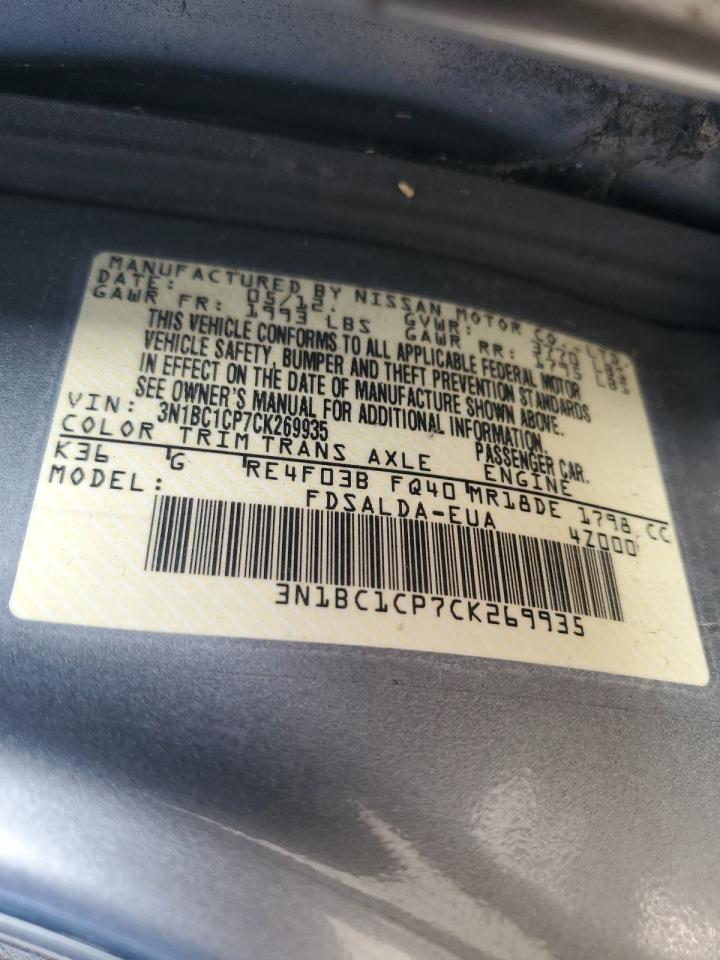 MANUFACTURED BY NISSAN MOTOR CO., LTD.
DATE: 05/12. GVWR: LBS
GAWR FR: 1993 LBS GAWR RR: LBS
THIS VEHICLE CONFORMS TO ALL APPLICABLE FEDERAL MOTOR
VEHICLE SAFETY, BUMPER AND THEFT PREVENTION STANDARDS
IN EFFECT ON THE DATE OF MANUFACTURE SHOWN ABOVE.
SEE OWNER'S MANUAL FOR ADDITIONAL INFORMATION.
VIN: 3N1BC1CP7CK269935 PASSENGER CAR.
COLOR TRIM TRANS AXLE ENGINE
K36 G RE4F03B FQ40 MR18DE 1798 CC
MODEL: FDSALDA-EUA 4Z000
3N1BC1CP7CK269935